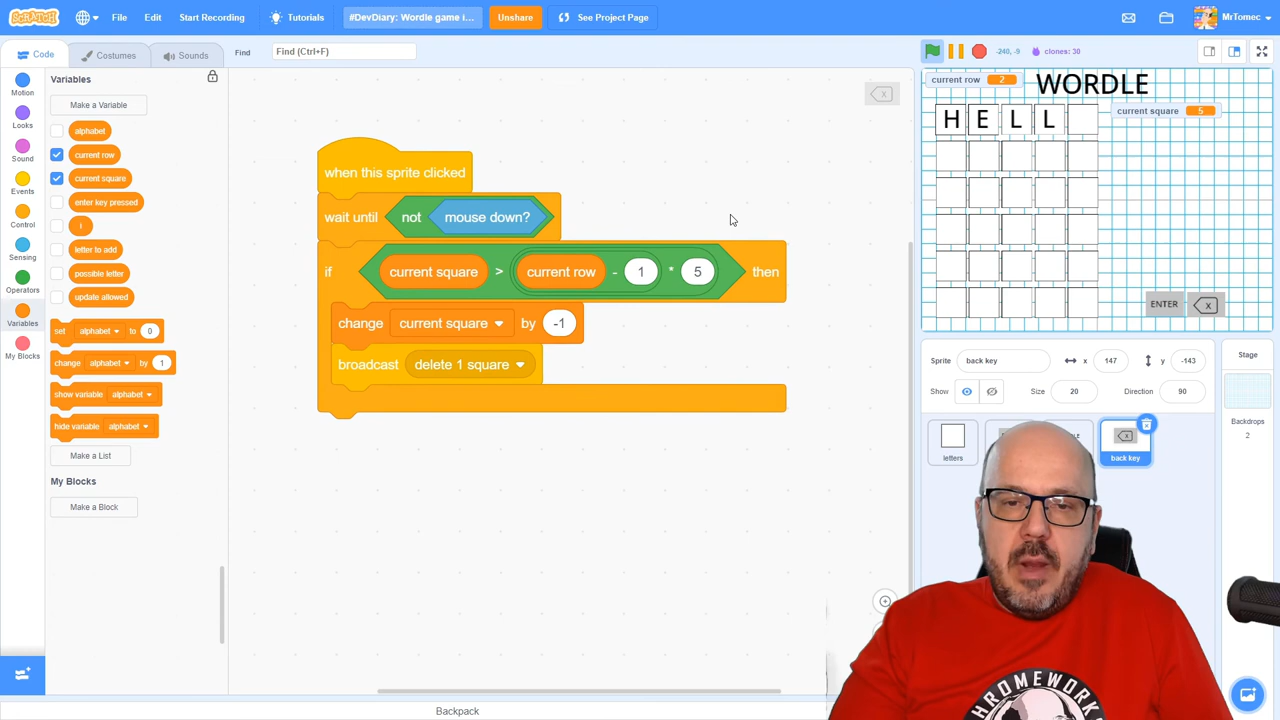 SCRATCH
File
Edit
Start Recording
Tutorials
#DevDiary: Wordle game i...
Unshare
See Project Page
MrTomec
Code
Costumes
Sounds
Find
Find (Ctrl+F)
-240, -9
clones: 30
Motion
Looks
Sound
Events
Control
Sensing
Operators
Variables
My Blocks
Variables
Make a Variable
alphabet
current row
current square
enter key pressed
i
letter to add
possible letter
update allowed
set alphabet to 0
change alphabet by 1
show variable alphabet
hide variable alphabet
Make a List
My Blocks
Make a Block
x
when this sprite clicked
wait until not mouse down?
if current square > current row - 1 * 5 then
change current square by -1
broadcast delete 1 square
Backpack
current row 2
WORDLE
current square 5
H E L L
ENTER x
Sprite back key x 147 y -143
Show Size 20 Direction 90
letters
back key
Stage
Backdrops
2
HROMEWORK